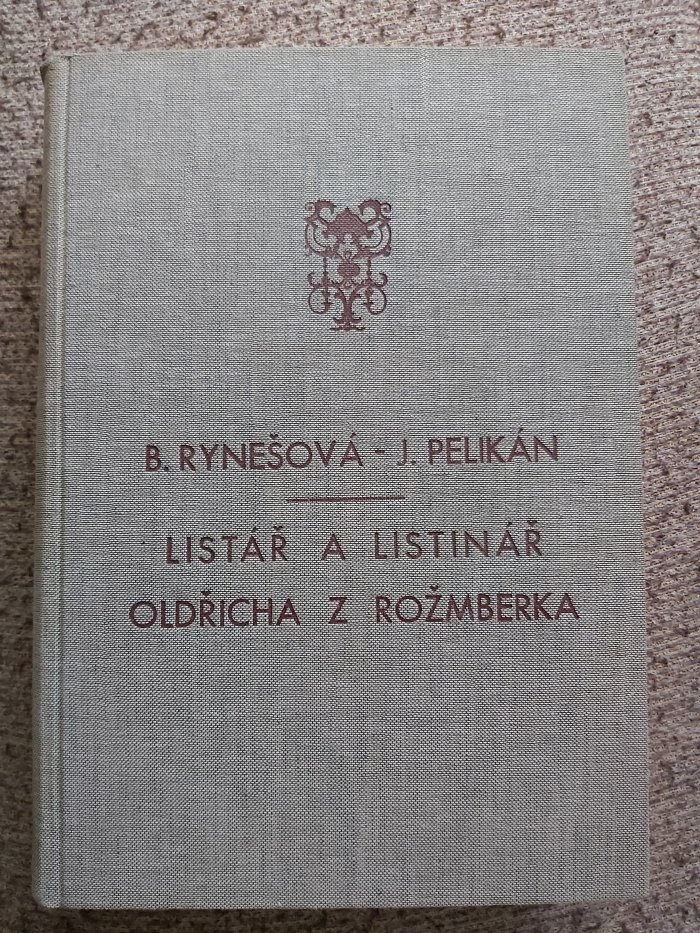 B. RYNEŠOVÁ - J. PELIKÁN
LISTÁŘ A LISTINÁŘ
OLDŘICHA Z ROŽMBERKA